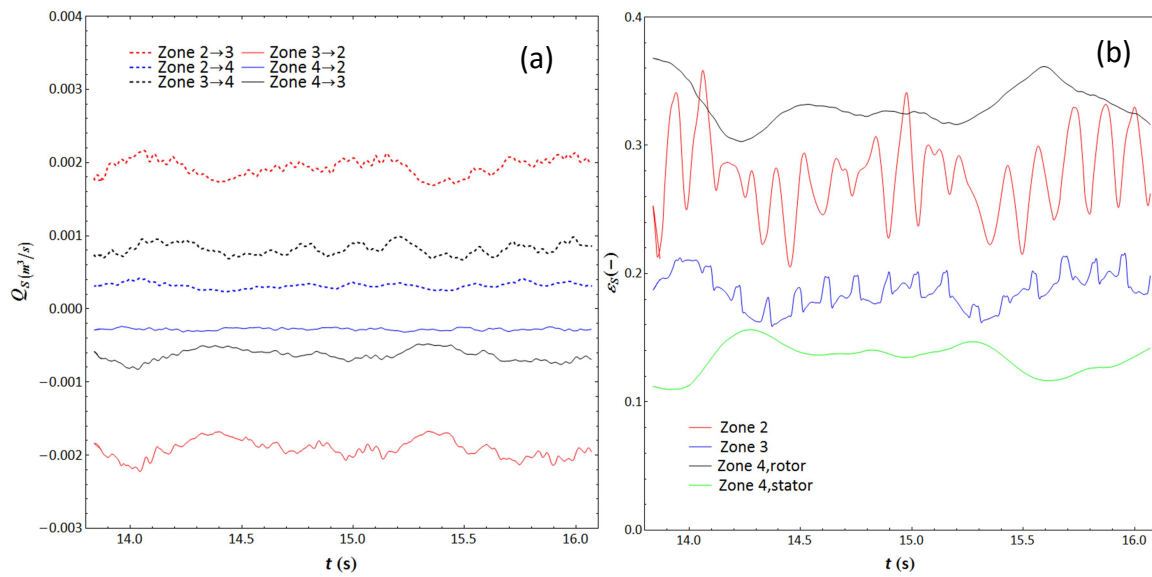 (a)
0.004
0.003
0.002
0.001
0.000
−0.001
−0.002
−0.003
Q_S (m³/s)
Zone 2→3 Zone 3→2
Zone 2→4 Zone 4→2
Zone 3→4 Zone 4→3
14.0 14.5 15.0 15.5 16.0
t (s)
(b)
0.4
0.3
0.2
0.1
0.0
ε_S(-)
Zone 2
Zone 3
Zone 4,rotor
Zone 4,stator
14.0 14.5 15.0 15.5 16.0
t (s)